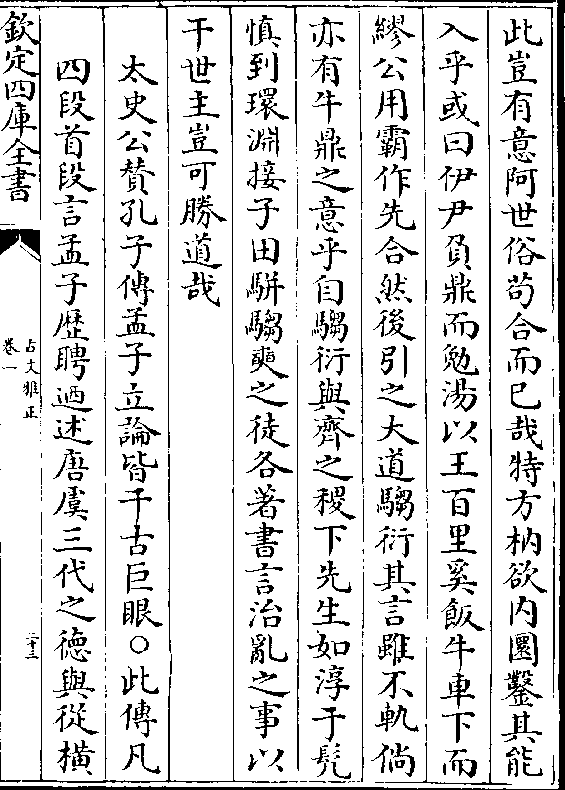 此豈有意阿世俗苟合而已哉特方枘欲内圜鑿其能
入乎或曰伊尹負鼎而勉湯以王百里奚飯牛車下而
繆公用霸作先合然後引之大道騶衍其言雖不軌倘
亦有牛鼎之意乎自騶衍與齊之稷下先生如淳于髠
慎到環淵接子田駢騶奭之徒各著書言治亂之事以
干世主豈可勝道哉
太史公贊孔子傳孟子立論皆千古巨眼○此傳凡
四段首段言孟子歷聘迺述唐虞三代之德與從橫
欽定四庫全書
古文雅正
卷一
二十三